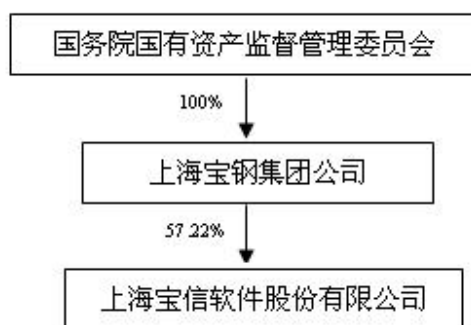 国务院国有资产监督管理委员会
100%
上海宝钢集团公司
57.22%
上海宝信软件股份有限公司